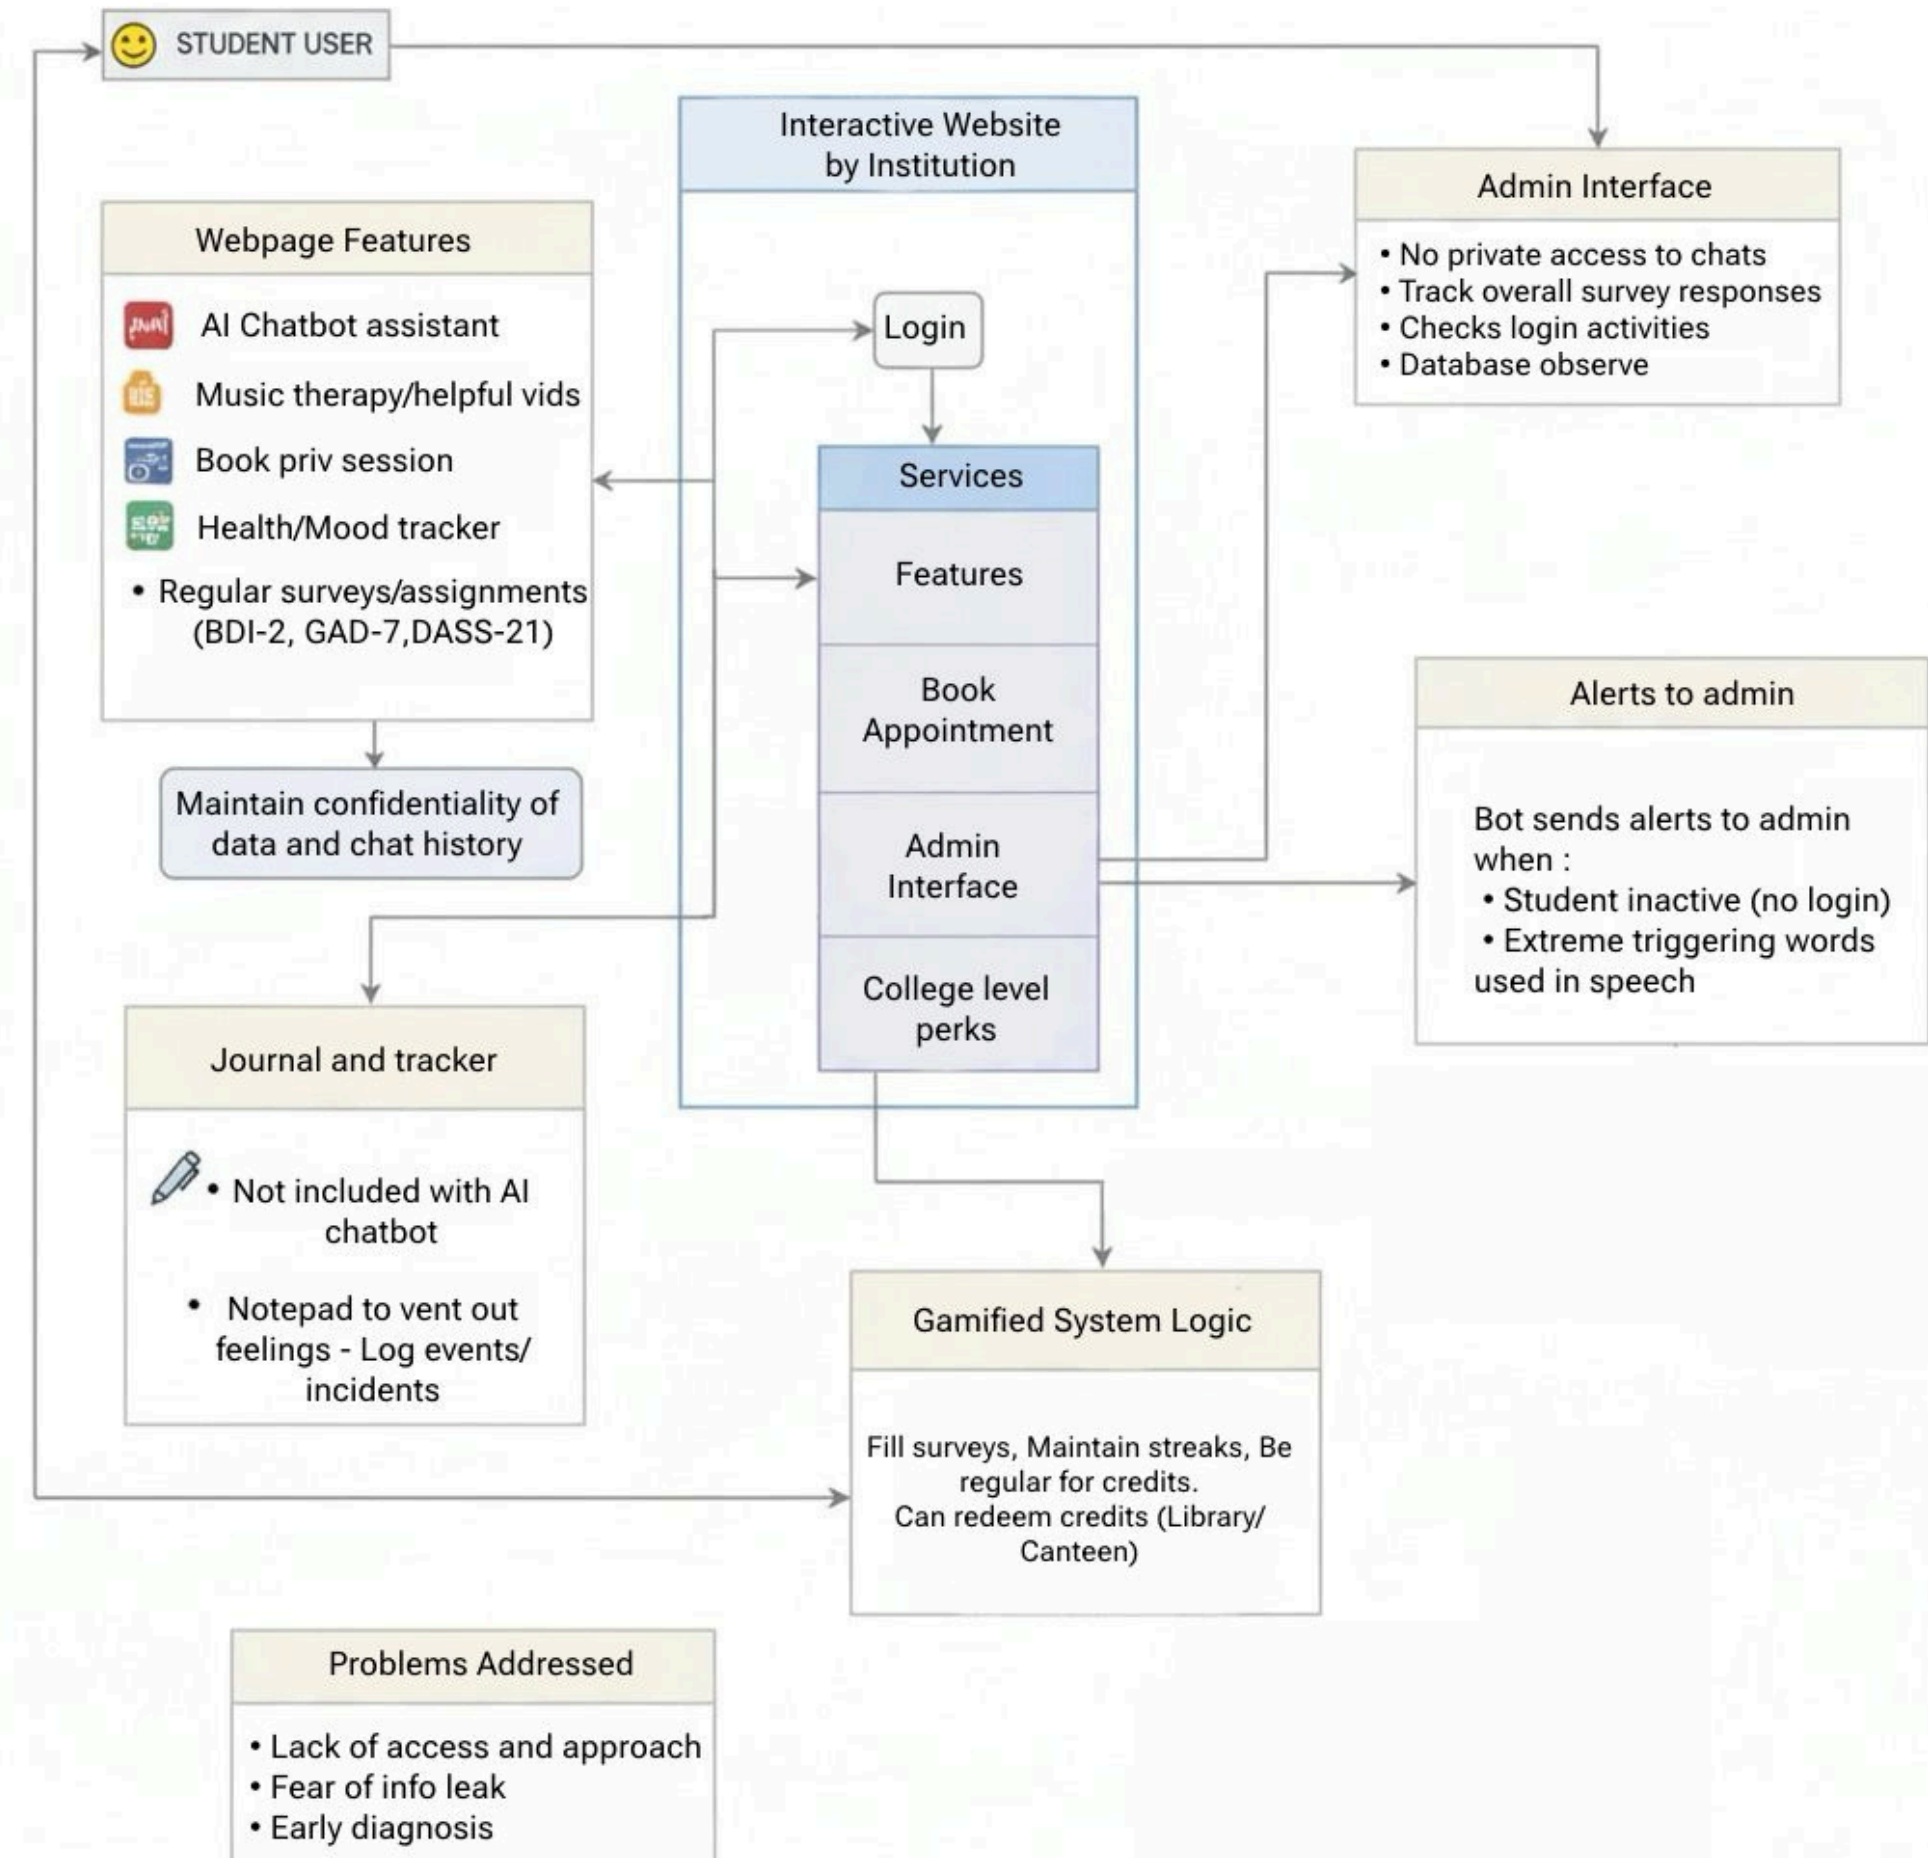 STUDENT USER
Interactive Website
by Institution
Login
Services
Features
Book
Appointment
Admin
Interface
College level
perks
Webpage Features
AI Chatbot assistant
Music therapy/helpful vids
Book priv session
Health/Mood tracker
• Regular surveys/assignments
(BDI-2, GAD-7,DASS-21)
Maintain confidentiality of
data and chat history
Journal and tracker
• Not included with AI
chatbot
• Notepad to vent out
feelings - Log events/
incidents
Admin Interface
• No private access to chats
• Track overall survey responses
• Checks login activities
• Database observe
Alerts to admin
Bot sends alerts to admin
when :
• Student inactive (no login)
• Extreme triggering words
used in speech
Gamified System Logic
Fill surveys, Maintain streaks, Be
regular for credits.
Can redeem credits (Library/
Canteen)
Problems Addressed
• Lack of access and approach
• Fear of info leak
• Early diagnosis